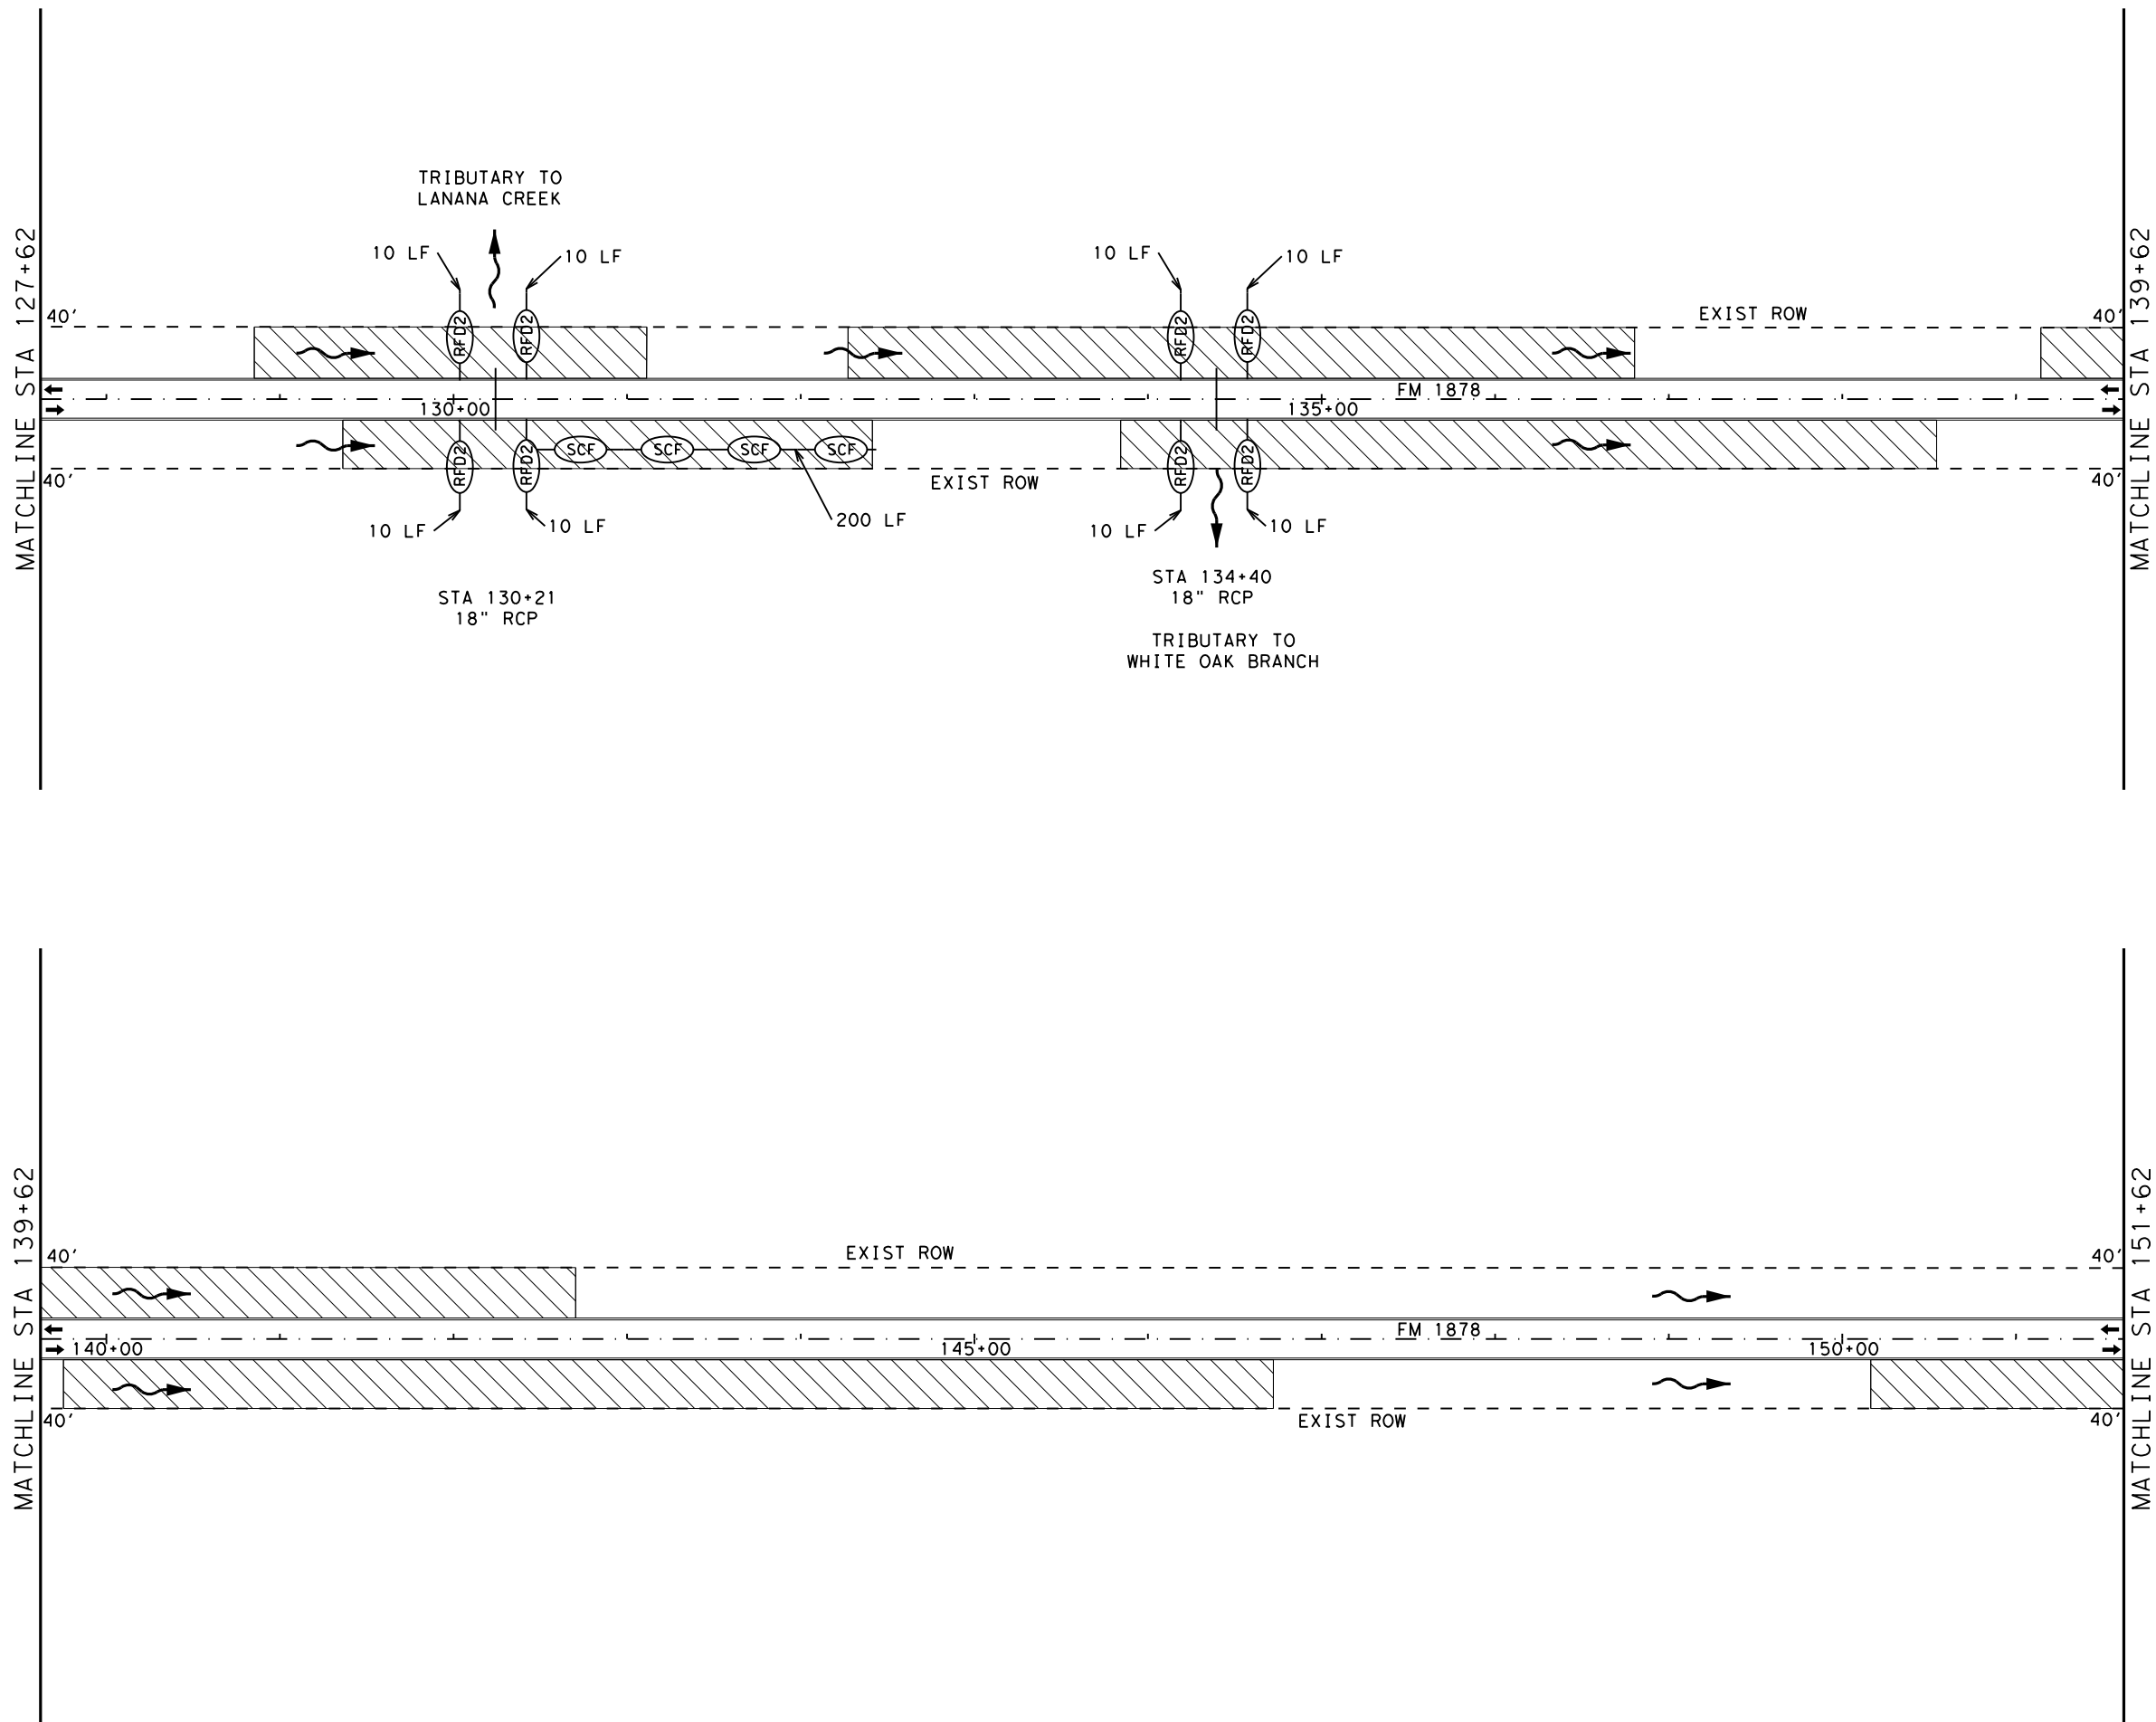 TRIBUTARY TO
LANANA CREEK
10 LF
10 LF
10 LF
10 LF
MATCHLINE STA 127+62
MATCHLINE STA 139+62
40'
EXIST ROW
40'
RFD2
RFD2
RFD2
RFD2
FM 1878
130+00
135+00
RFD2
RFD2
SCF
SCF
SCF
SCF
RFD2
RFD2
40'
EXIST ROW
40'
10 LF
10 LF
200 LF
10 LF
10 LF
STA 130+21
18" RCP
STA 134+40
18" RCP
TRIBUTARY TO
WHITE OAK BRANCH
MATCHLINE STA 139+62
MATCHLINE STA 151+62
40'
EXIST ROW
40'
FM 1878
140+00
145+00
150+00
40'
EXIST ROW
40'